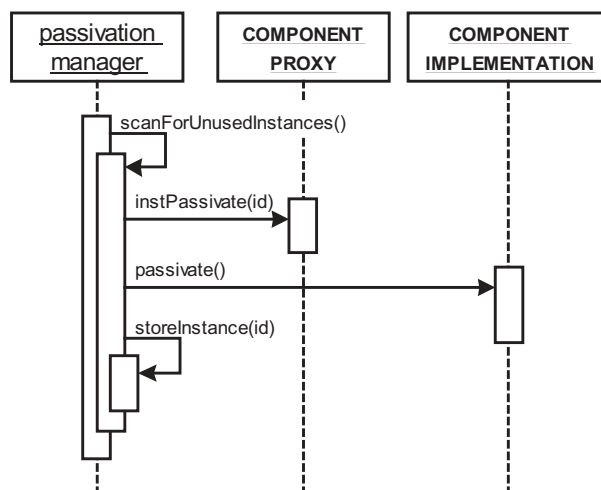 passivation
manager
COMPONENT
PROXY
COMPONENT
IMPLEMENTATION
scanForUnusedInstances()
instPassivate(id)
passivate()
storeInstance(id)